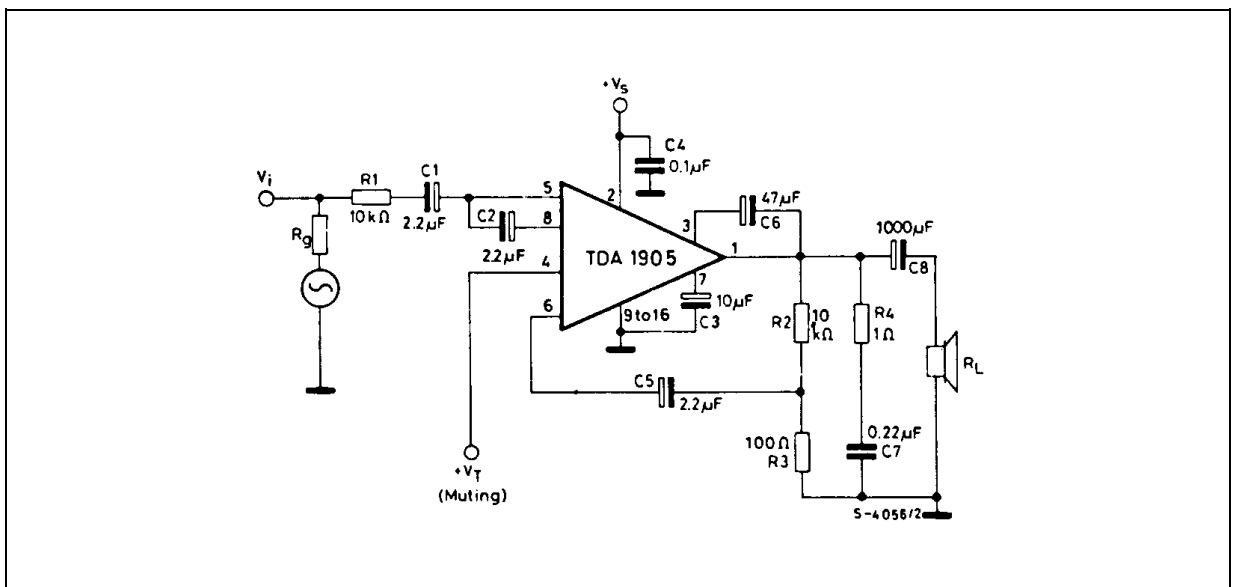 +Vs
C4
0.1µF
Vi
R1
10kΩ
C1
2.2µF
5
2
47µF
C6
Rg
C2
2.2µF
8
3
1000µF
C8
TDA 1905
1
4
7
10µF
C3
6
9 to 16
R2
10 kΩ
R4
1Ω
RL
C5
2.2µF
100Ω
R3
0.22µF
C7
+VT
(Muting)
S-4056/2